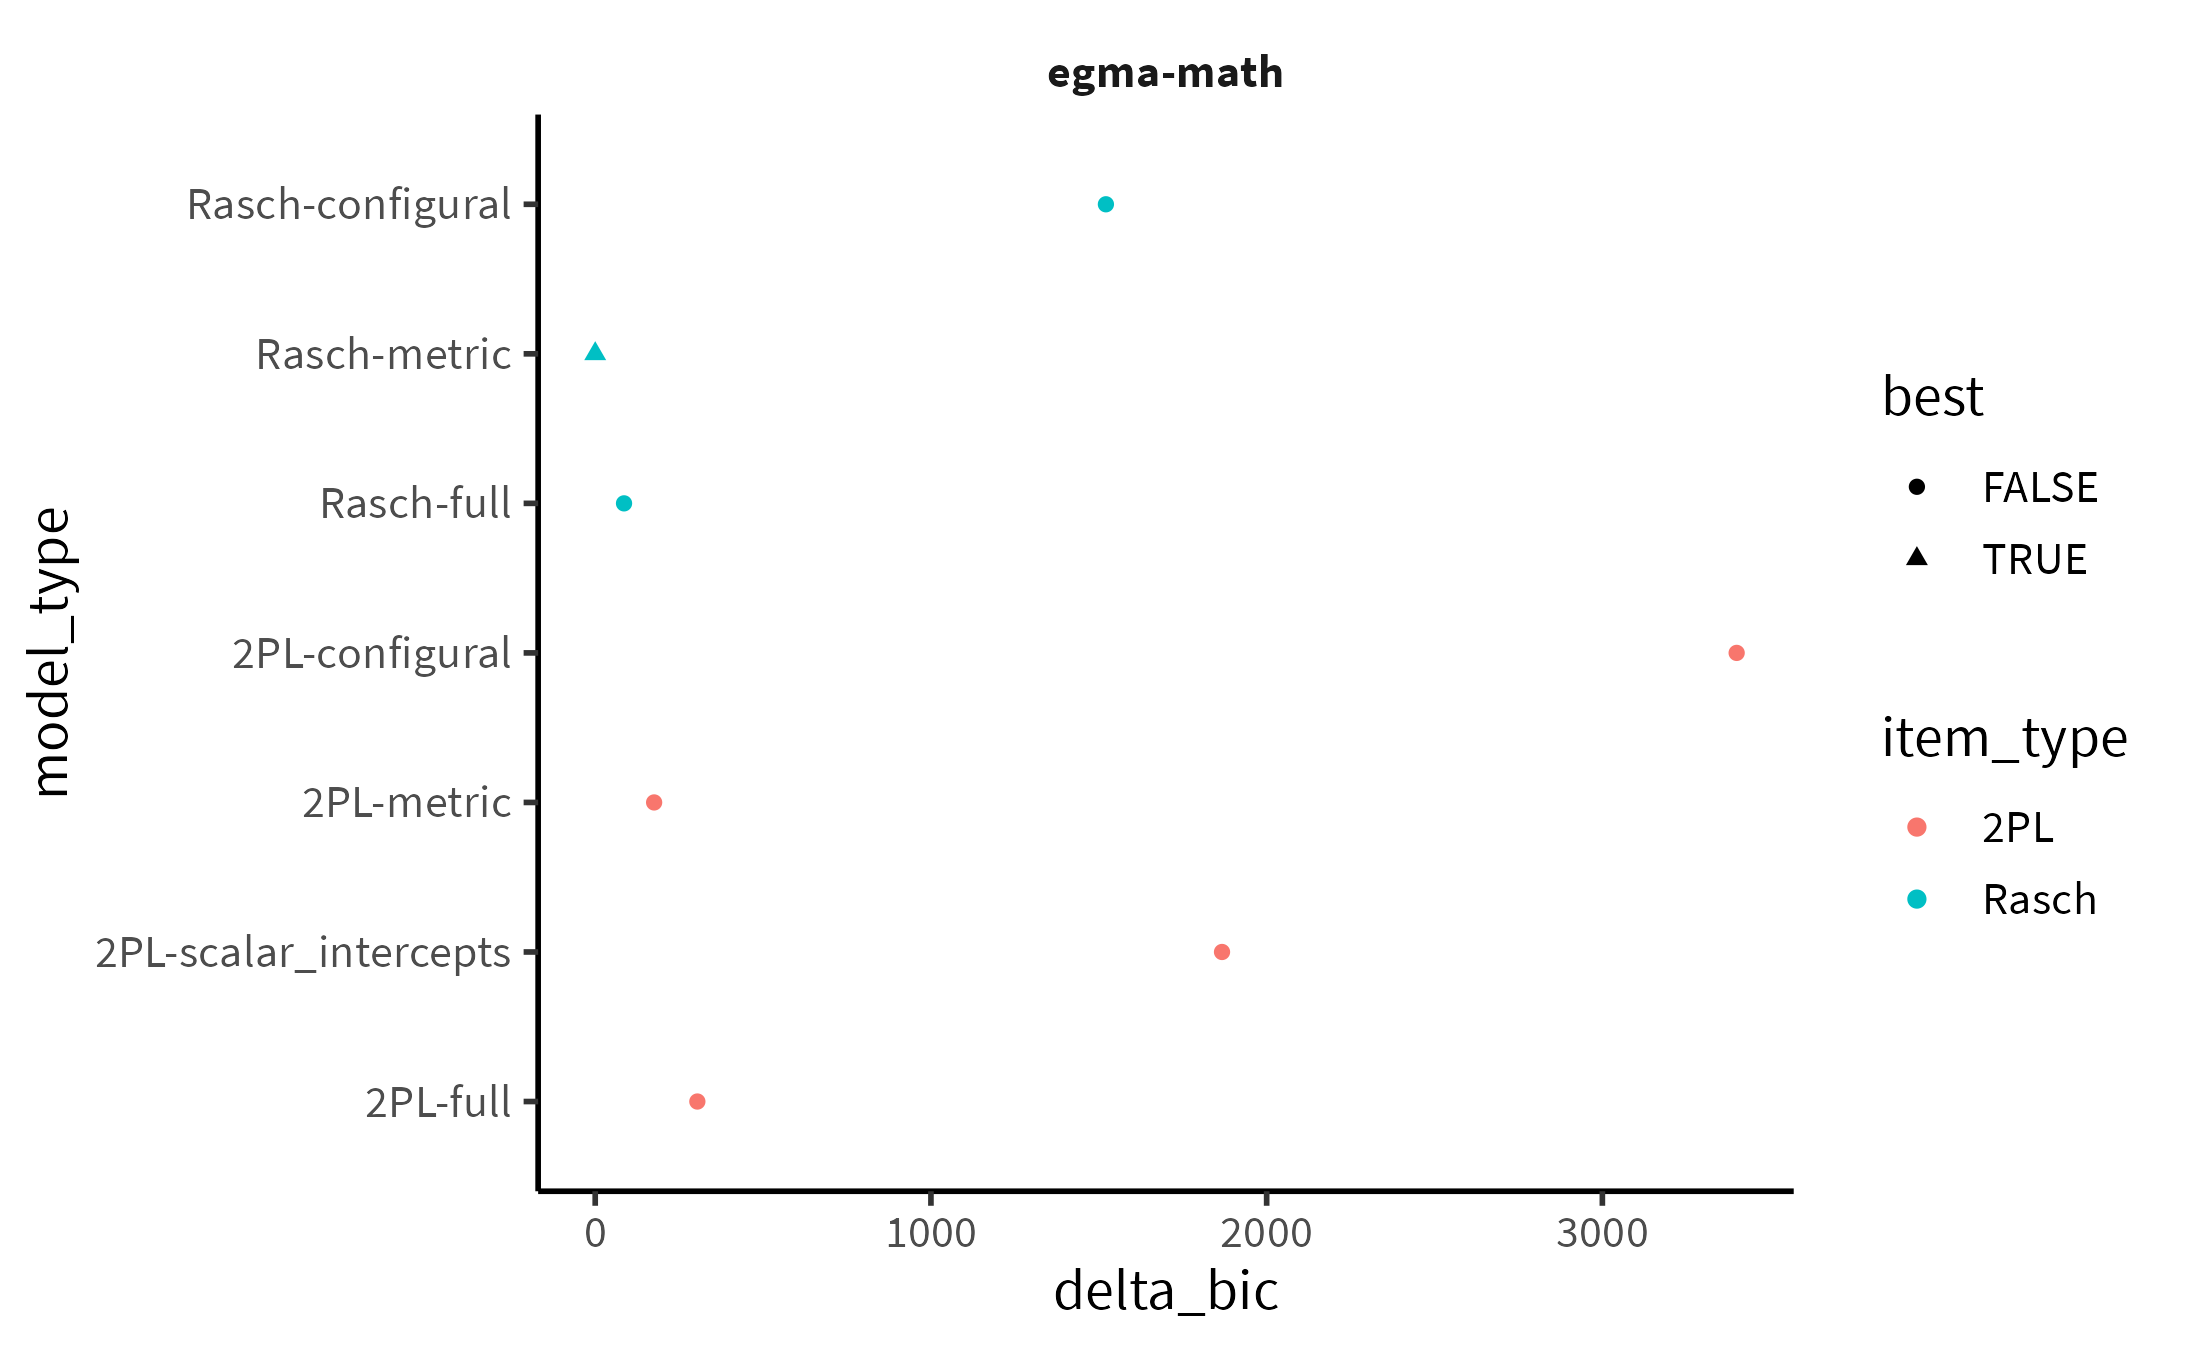 egma-math
model_type
Rasch-configural
Rasch-metric
Rasch-full
2PL-configural
2PL-metric
2PL-scalar_intercepts
2PL-full
0 1000 2000 3000
delta_bic
best
FALSE
TRUE
item_type
2PL
Rasch